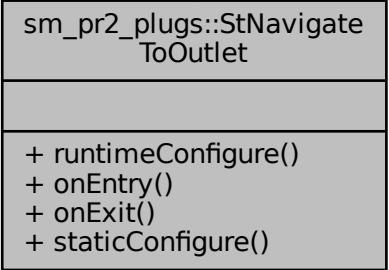 sm_pr2_plugs::StNavigate
ToOutlet
+ runtimeConfigure()
+ onEntry()
+ onExit()
+ staticConfigure()